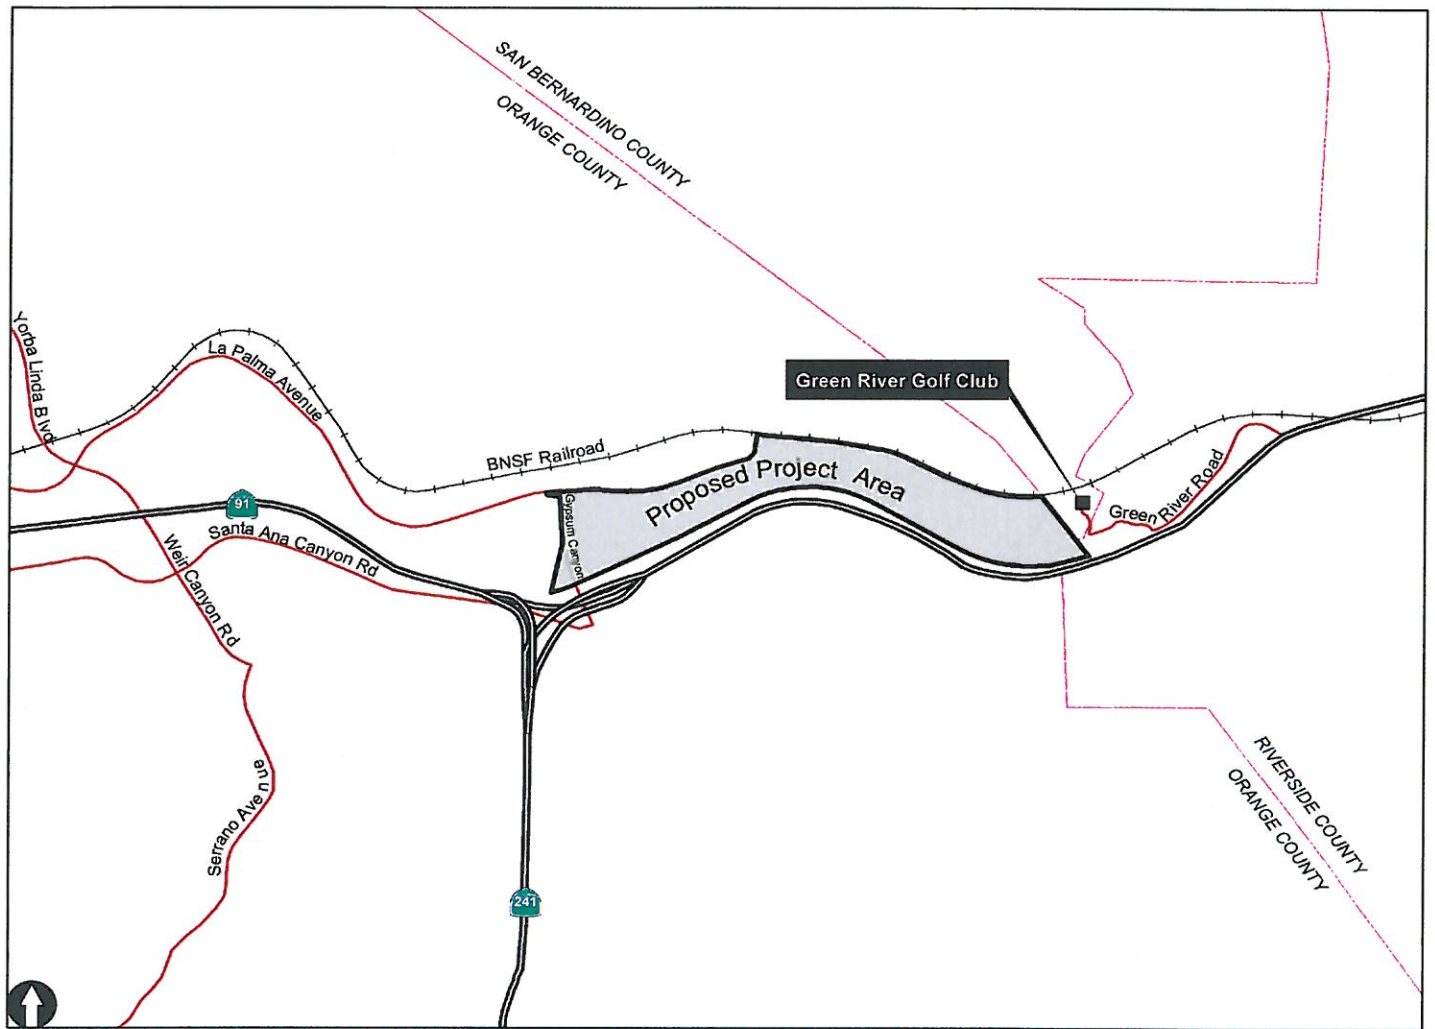 SAN BERNARDINO COUNTY
ORANGE COUNTY
Yorba Linda Blvd
La Palma Avenue
Green River Golf Club
BNSF Railroad
Proposed Project Area
91
Gypsum Canyon
Green River Road
Santa Ana Canyon Rd
Weir Canyon Rd
RIVERSIDE COUNTY
ORANGE COUNTY
Serrano Avenue
241